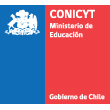 CONICYT
Ministerio de
Educación
Gobierno de Chile